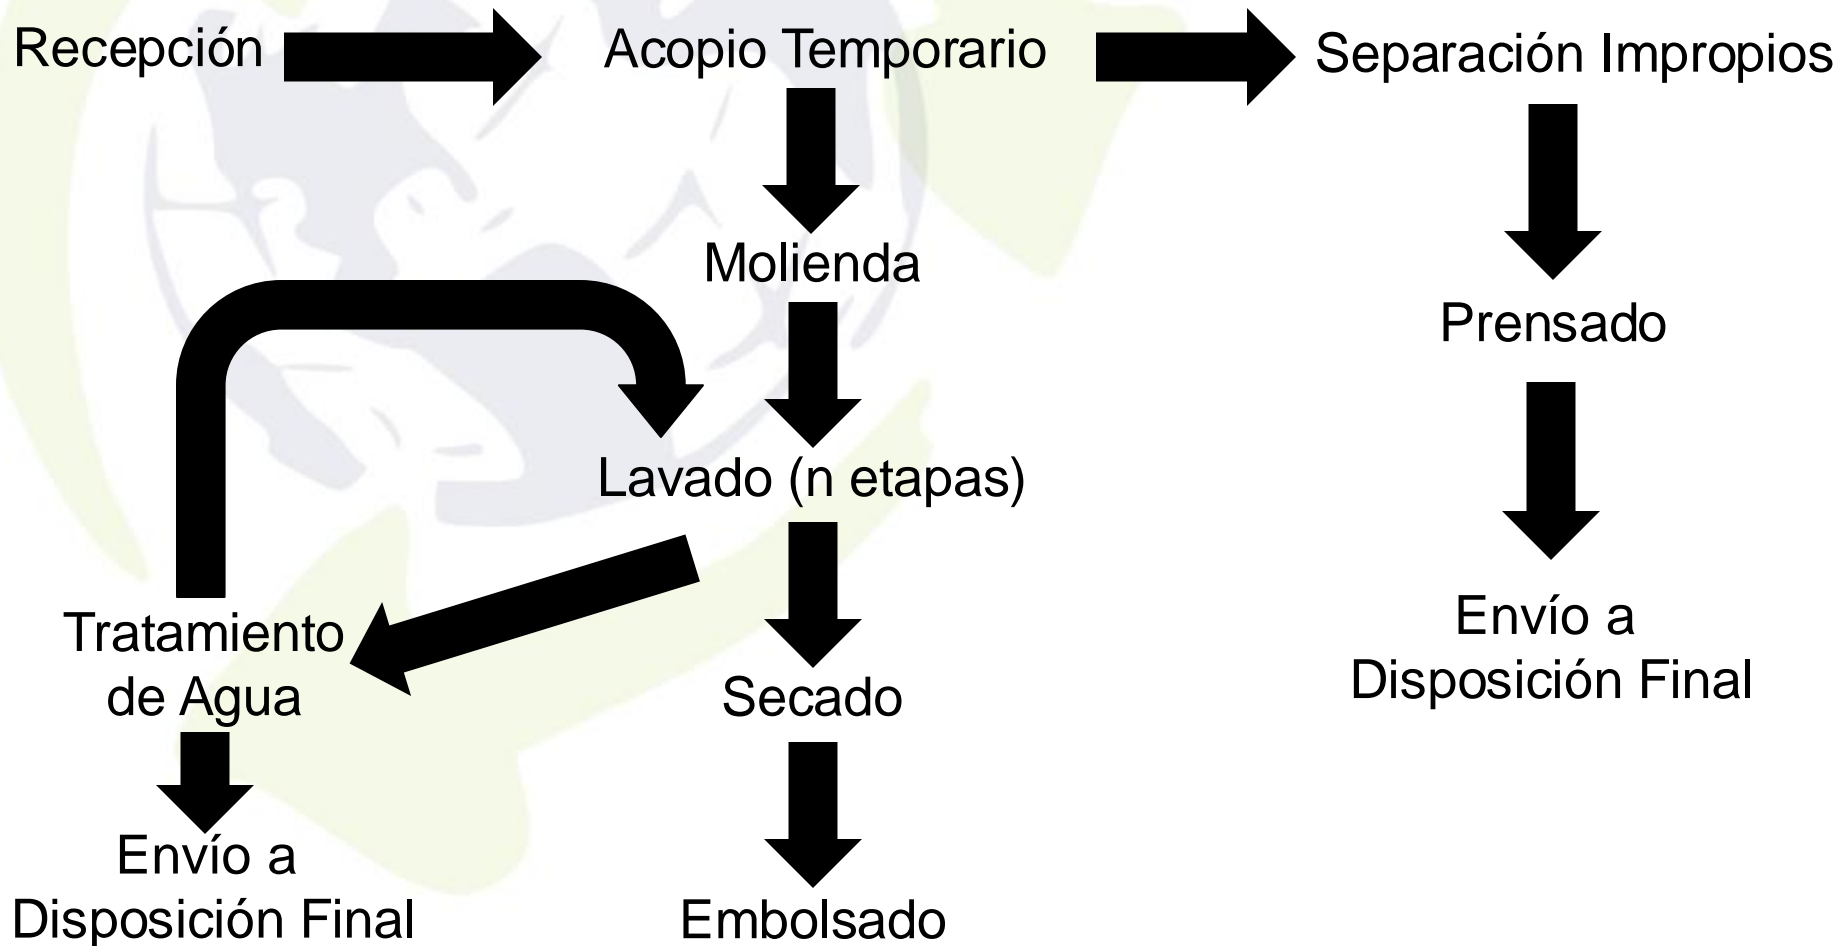 Recepción
Acopio Temporario
Separación Impropios
Molienda
Prensado
Lavado (n etapas)
Envío a
Disposición Final
Tratamiento
de Agua
Secado
Envío a
Disposición Final
Embolsado